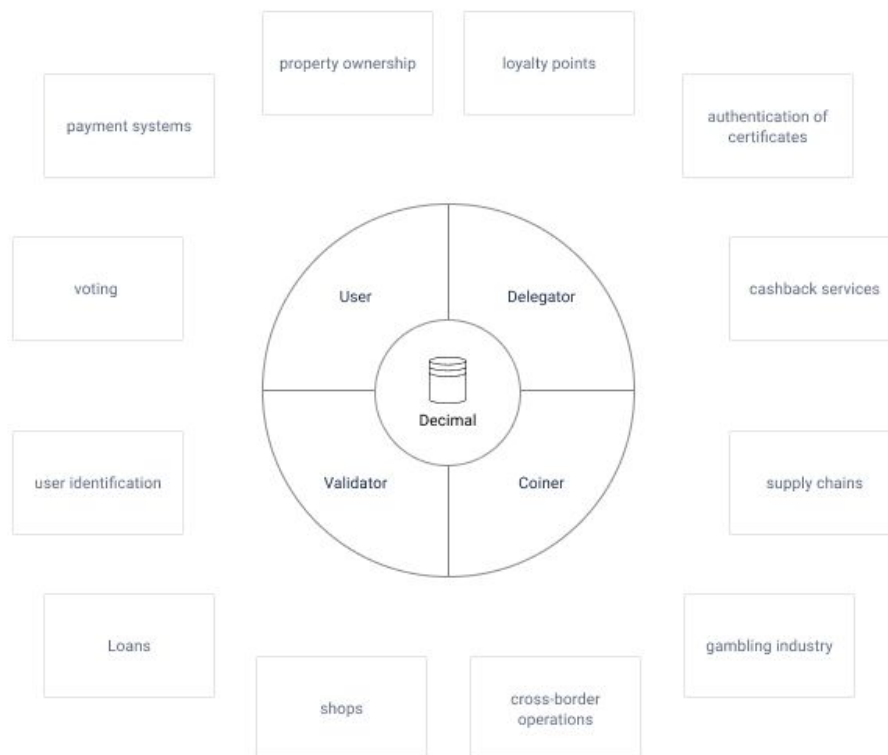 property ownership
loyalty points
payment systems
authentication of
certificates
voting
User
Delegator
cashback services
Decimal
user identification
Validator
Coiner
supply chains
Loans
gambling industry
shops
cross-border
operations